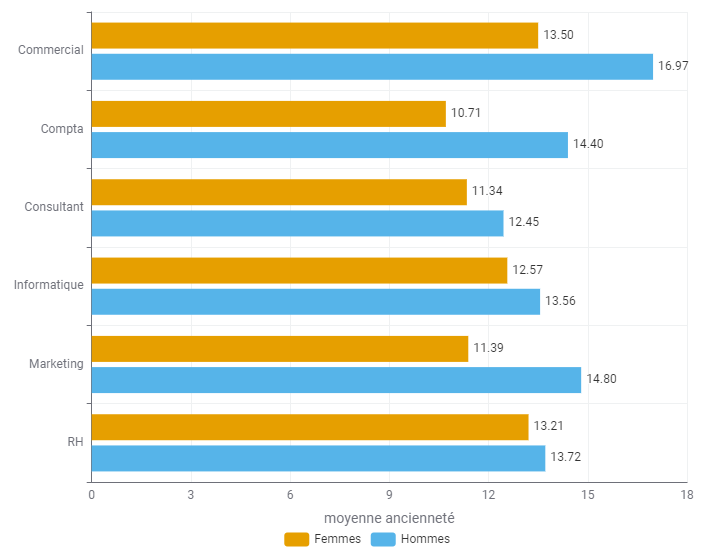 Commercial
13.50
16.97
Compta
10.71
14.40
Consultant
11.34
12.45
Informatique
12.57
13.56
Marketing
11.39
14.80
RH
13.21
13.72
0 3 6 9 12 15 18
moyenne ancienneté
Femmes Hommes